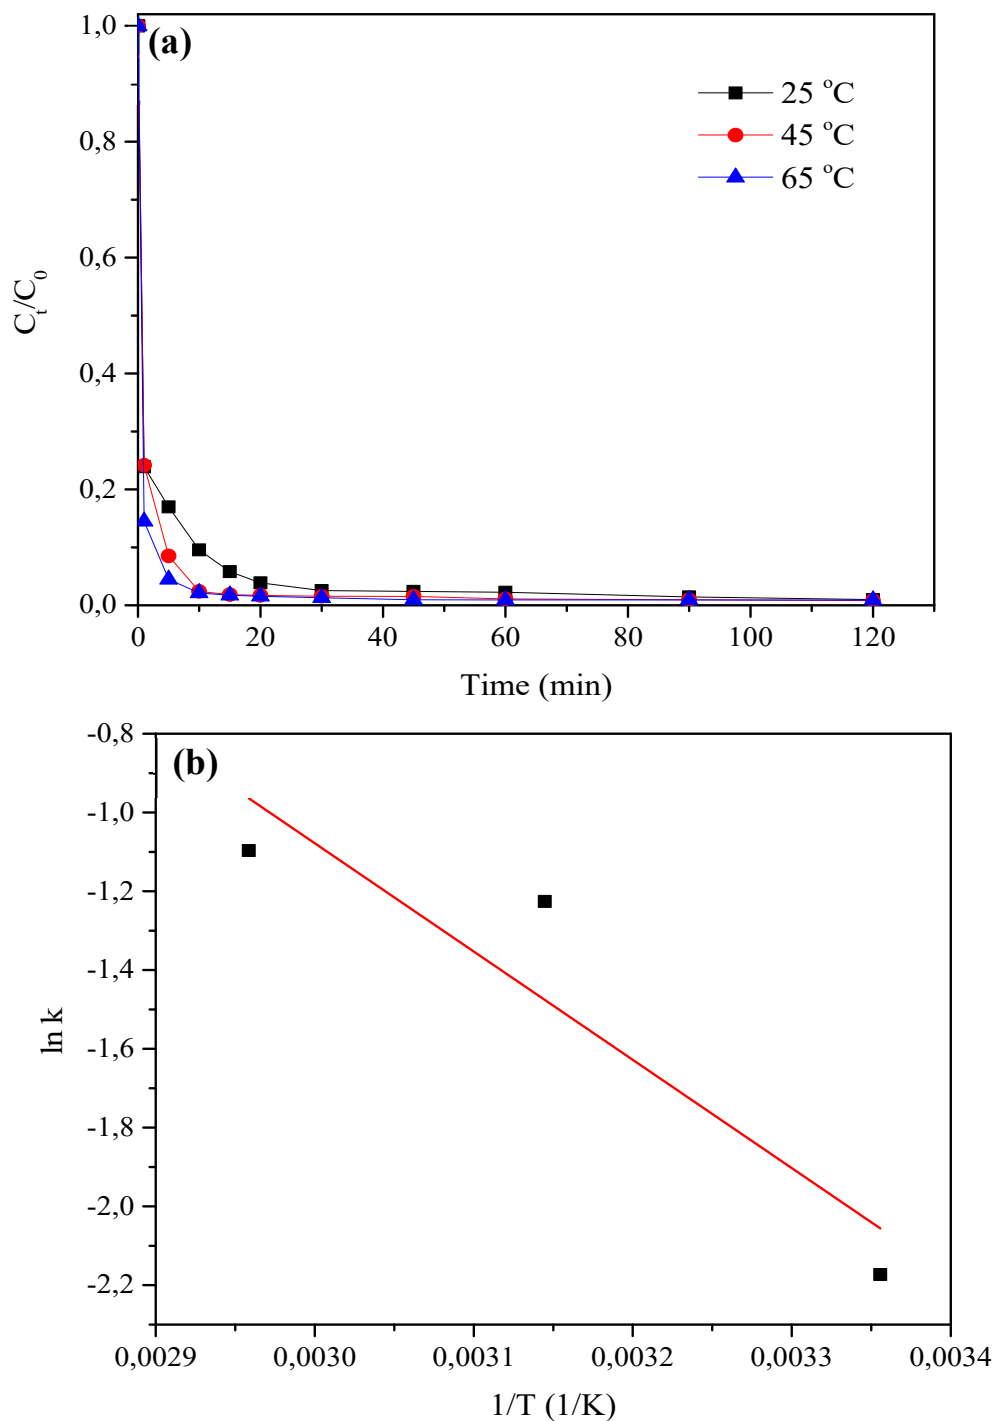 (a)
25 °C
45 °C
65 °C
1,0
0,8
0,6
0,4
0,2
0,0
Cₜ/C₀
0 20 40 60 80 100 120
Time (min)
(b)
-0,8
-1,0
-1,2
-1,4
-1,6
-1,8
-2,0
-2,2
ln k
0,0029 0,0030 0,0031 0,0032 0,0033 0,0034
1/T (1/K)